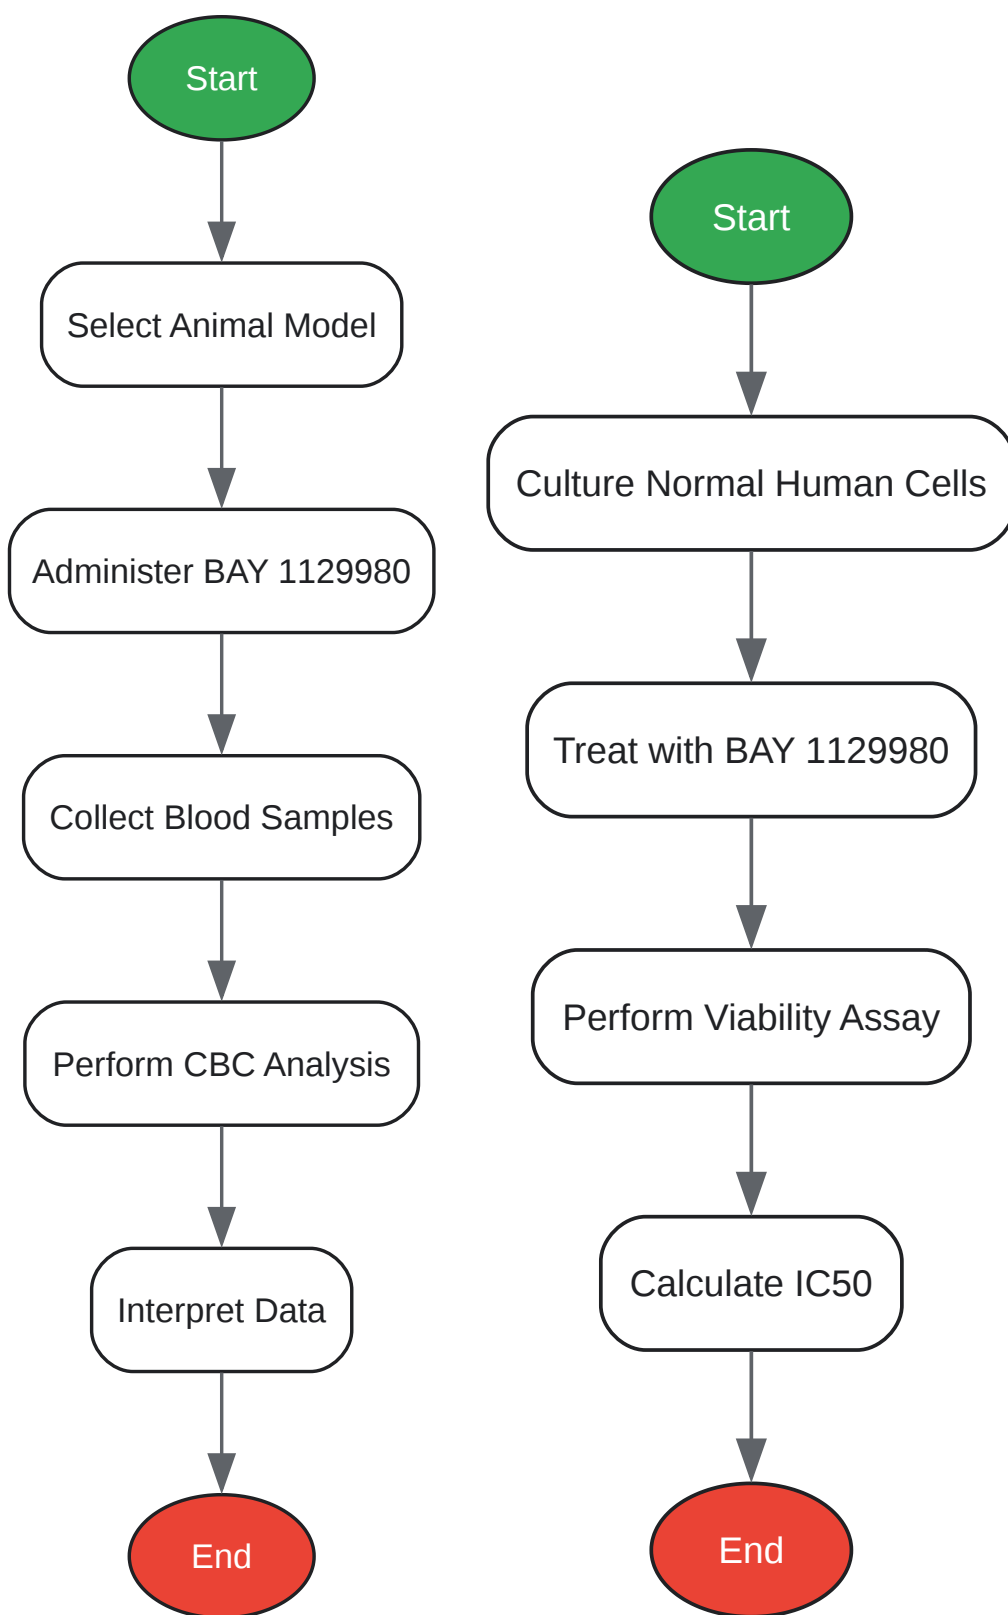 Start
Select Animal Model
Administer BAY 1129980
Collect Blood Samples
Perform CBC Analysis
Interpret Data
End
Start
Culture Normal Human Cells
Treat with BAY 1129980
Perform Viability Assay
Calculate IC50
End